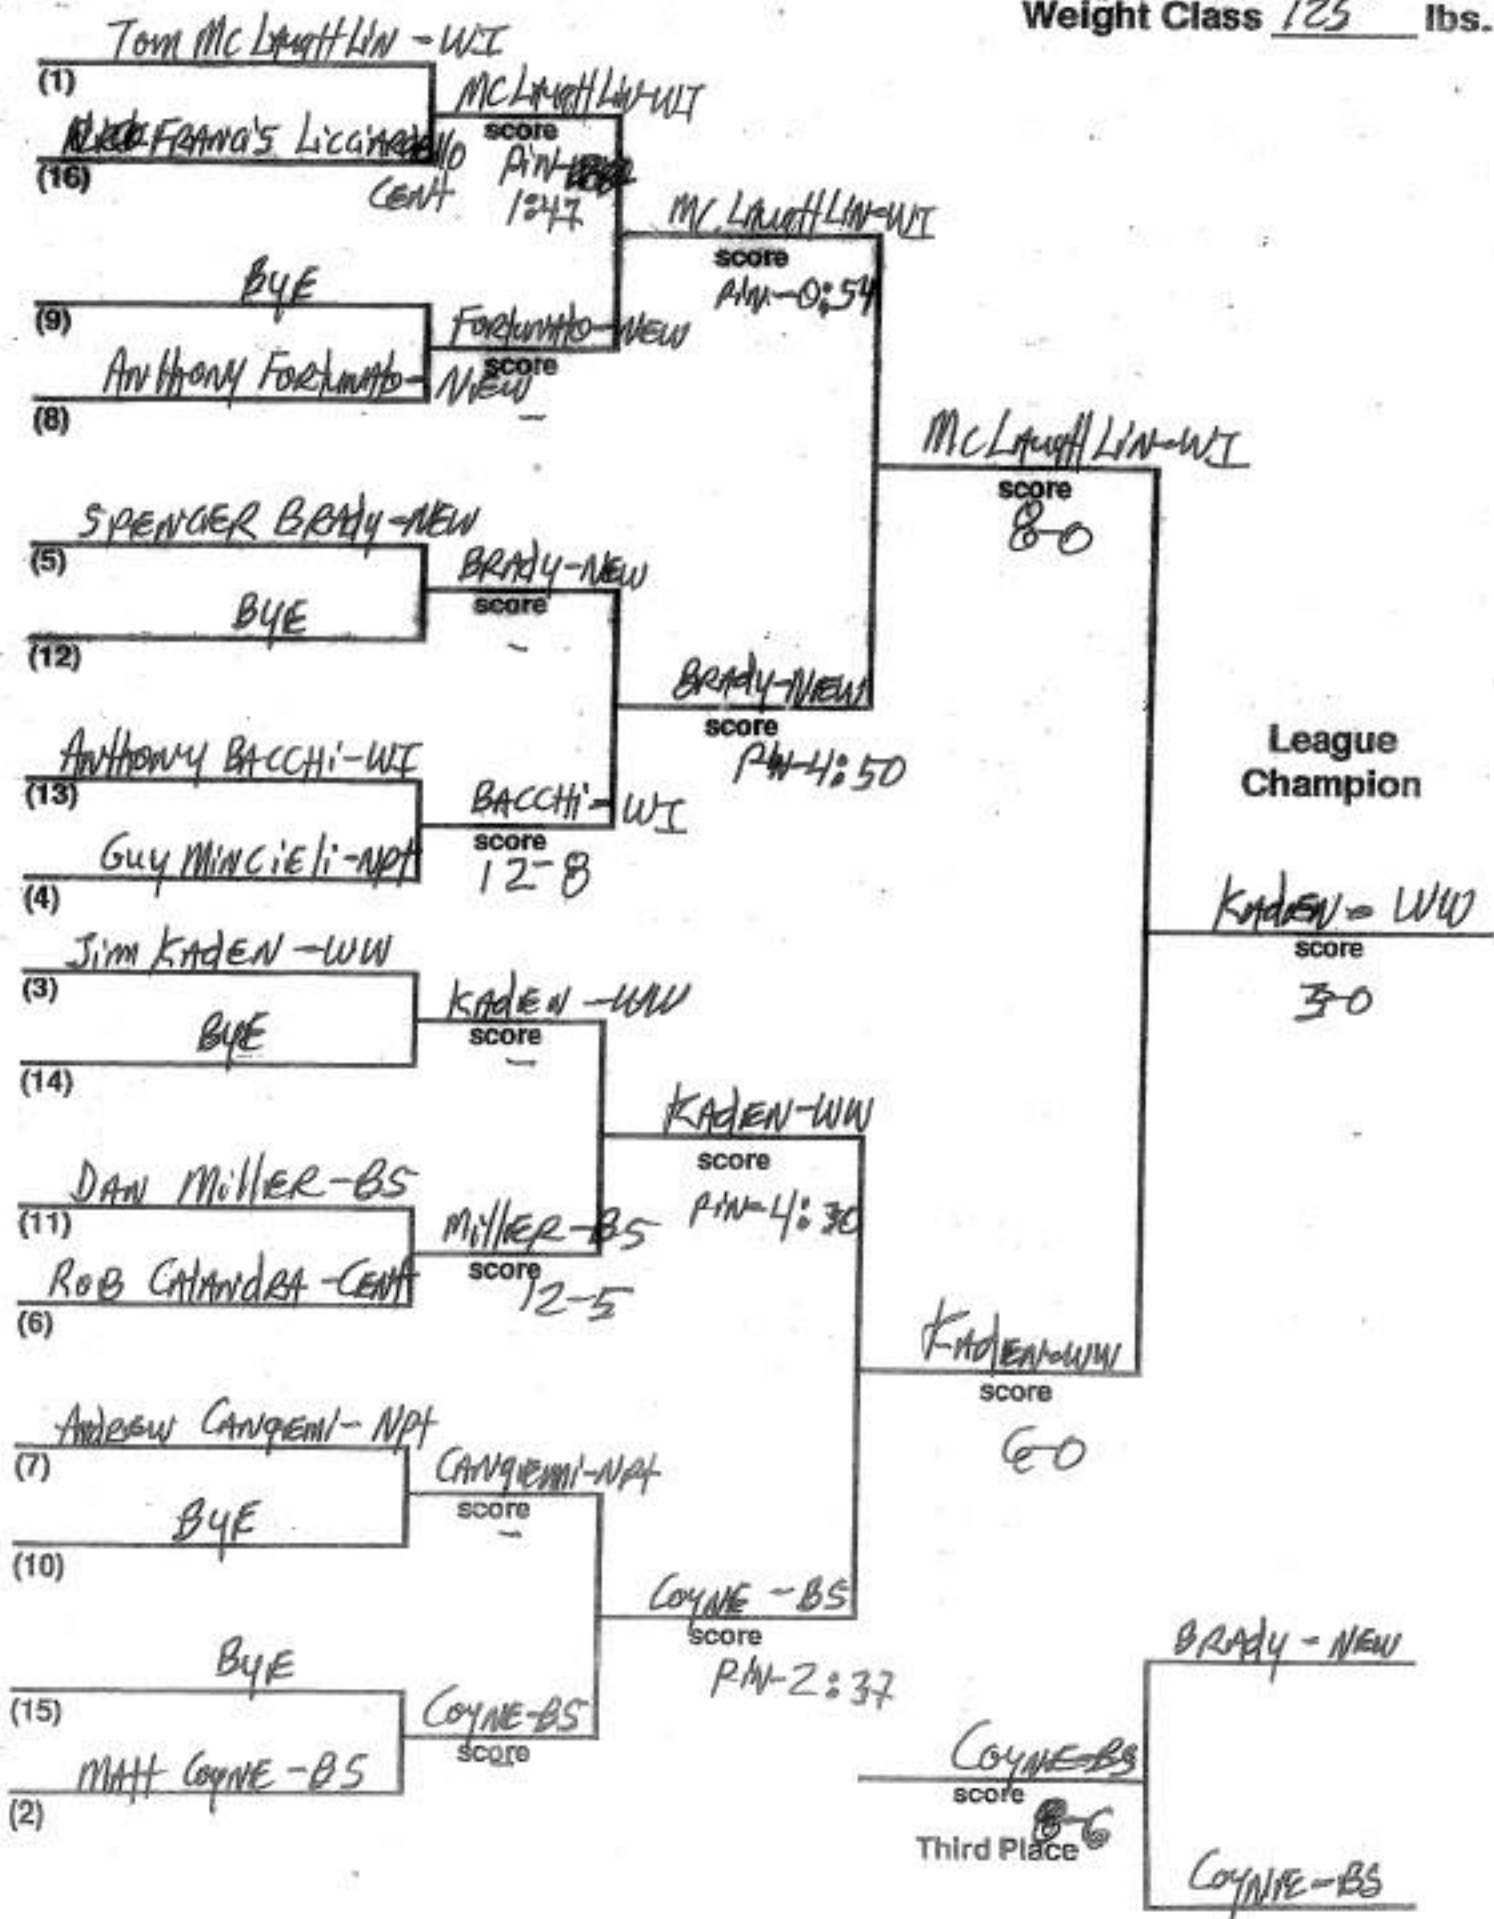 Weight Class 125 lbs.
Tom McLaughlin - WI
(1)
McLaughlin-WI
score
Francis Licciardello
(16)
Cent
Pin-
1:47
McLaughlin-WI
score
Pin-0:54
Bye
(9)
Fortunato-NEW
score
-
Anthony Fortunato-NEW
(8)
McLaughlin-WI
score
8-0
Spencer Brady-NEW
(5)
Brady-NEW
score
-
Bye
(12)
Brady-NEW
score
Pin-4:50
Anthony Bacchi-WI
(13)
Bacchi-WI
score
12-8
Guy Mincieli-Npt
(4)
League
Champion
Kaden - WW
score
3-0
Jim Kaden - WW
(3)
Kaden - WW
score
-
Bye
(14)
Kaden-WW
score
Pin-4:30
Dan Miller-BS
(11)
Miller-BS
score
12-5
Rob Calandra-Cent
(6)
Kaden-WW
score
6-0
Andrew Cangemi-Npt
(7)
Cangiemi-Npt
score
-
Bye
(10)
Coyne - BS
score
Pin-2:37
Bye
(15)
Coyne-BS
score
-
Matt Coyne - BS
(2)
Brady - NEW
Coyne-BS
score
8-6
Third Place
Coyne-BS